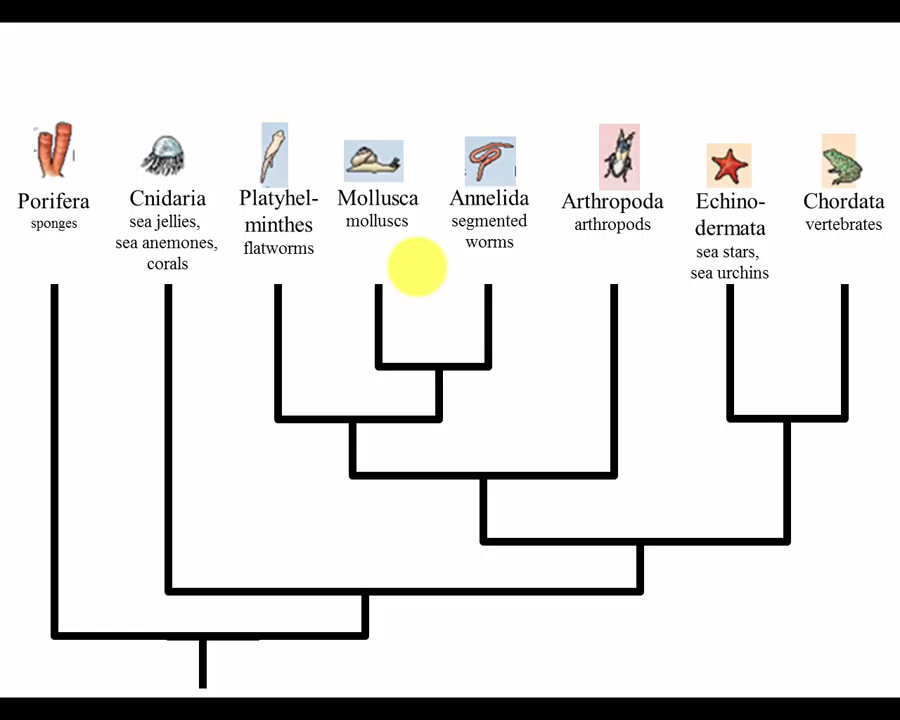 Porifera
sponges
Cnidaria
sea jellies,
sea anemones,
corals
Platyhel-
minthes
flatworms
Mollusca
molluscs
Annelida
segmented
worms
Arthropoda
arthropods
Echino-
dermata
sea stars,
sea urchins
Chordata
vertebrates